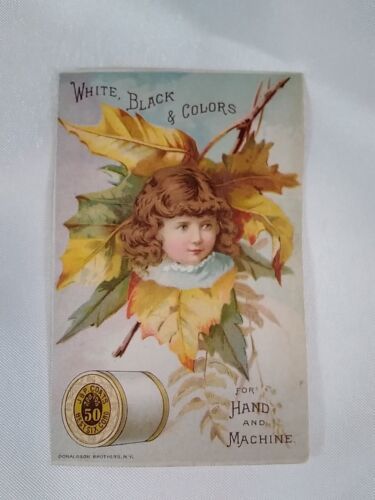 WHITE, BLACK
& COLORS
J. & P. COATS
50
BEST SIX CORD
FOR
HAND
AND
MACHINE.
DONALDSON BROTHERS, N.Y.